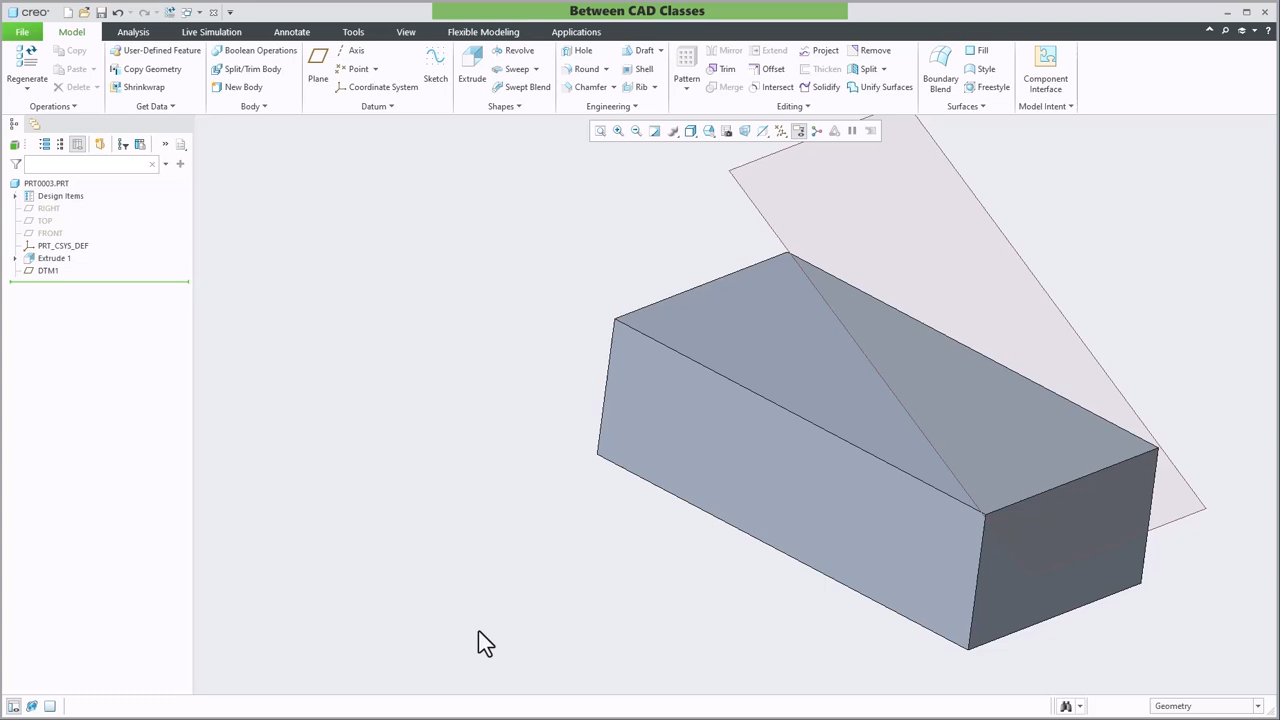 creo®
Between CAD Classes
File Model Analysis Live Simulation Annotate Tools View Flexible Modeling Applications
Regenerate
Copy
Paste
Delete
Operations
User-Defined Feature
Copy Geometry
Shrinkwrap
Get Data
Boolean Operations
Split/Trim Body
New Body
Body
Plane
Axis
Point
Coordinate System
Datum
Sketch
Extrude
Revolve
Sweep
Swept Blend
Shapes
Hole
Round
Chamfer
Draft
Shell
Rib
Engineering
Pattern
Mirror
Trim
Merge
Extend
Offset
Intersect
Project
Thicken
Solidify
Remove
Split
Unify Surfaces
Editing
Boundary
Blend
Fill
Style
Freestyle
Surfaces
Component
Interface
Model Intent
PRT0003.PRT
Design Items
RIGHT
TOP
FRONT
PRT_CSYS_DEF
Extrude 1
DTM1
Geometry